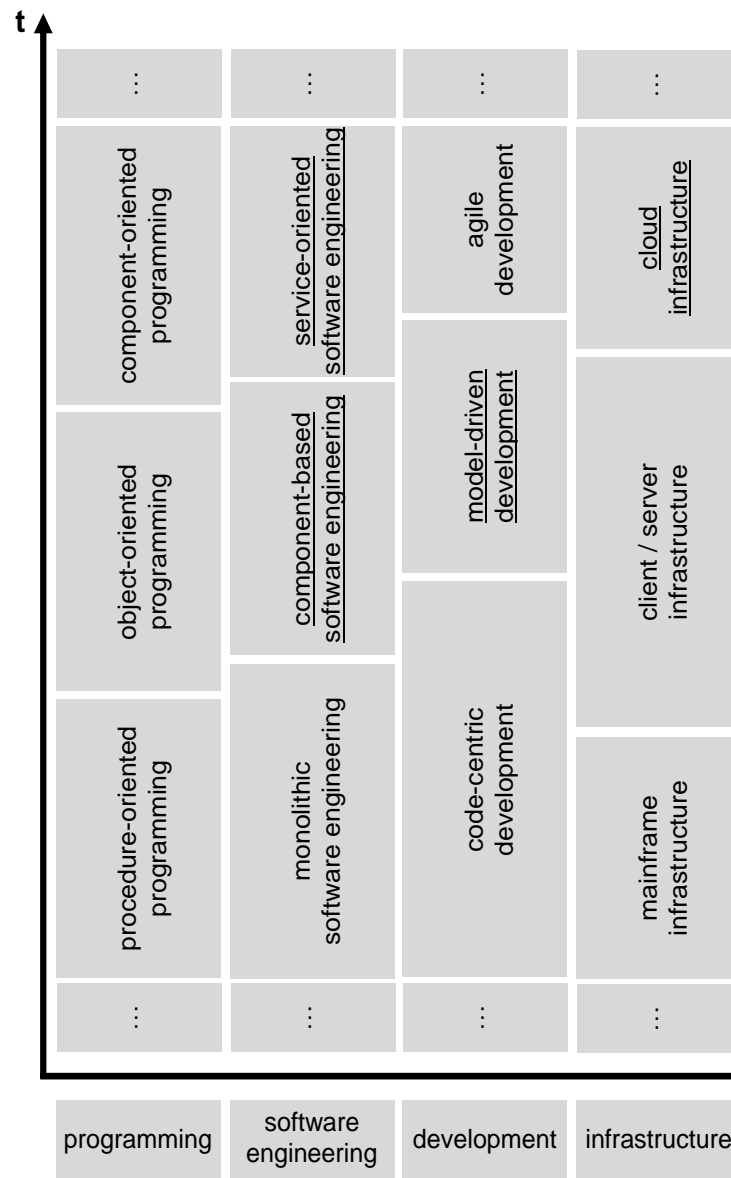 t
…
…
…
…
component-oriented
programming
service-oriented
software engineering
agile
development
cloud
infrastructure
object-oriented
programming
component-based
software engineering
model-driven
development
client / server
infrastructure
procedure-oriented
programming
monolithic
software engineering
code-centric
development
mainframe
infrastructure
…
…
…
…
programming
software
engineering
development
infrastructure